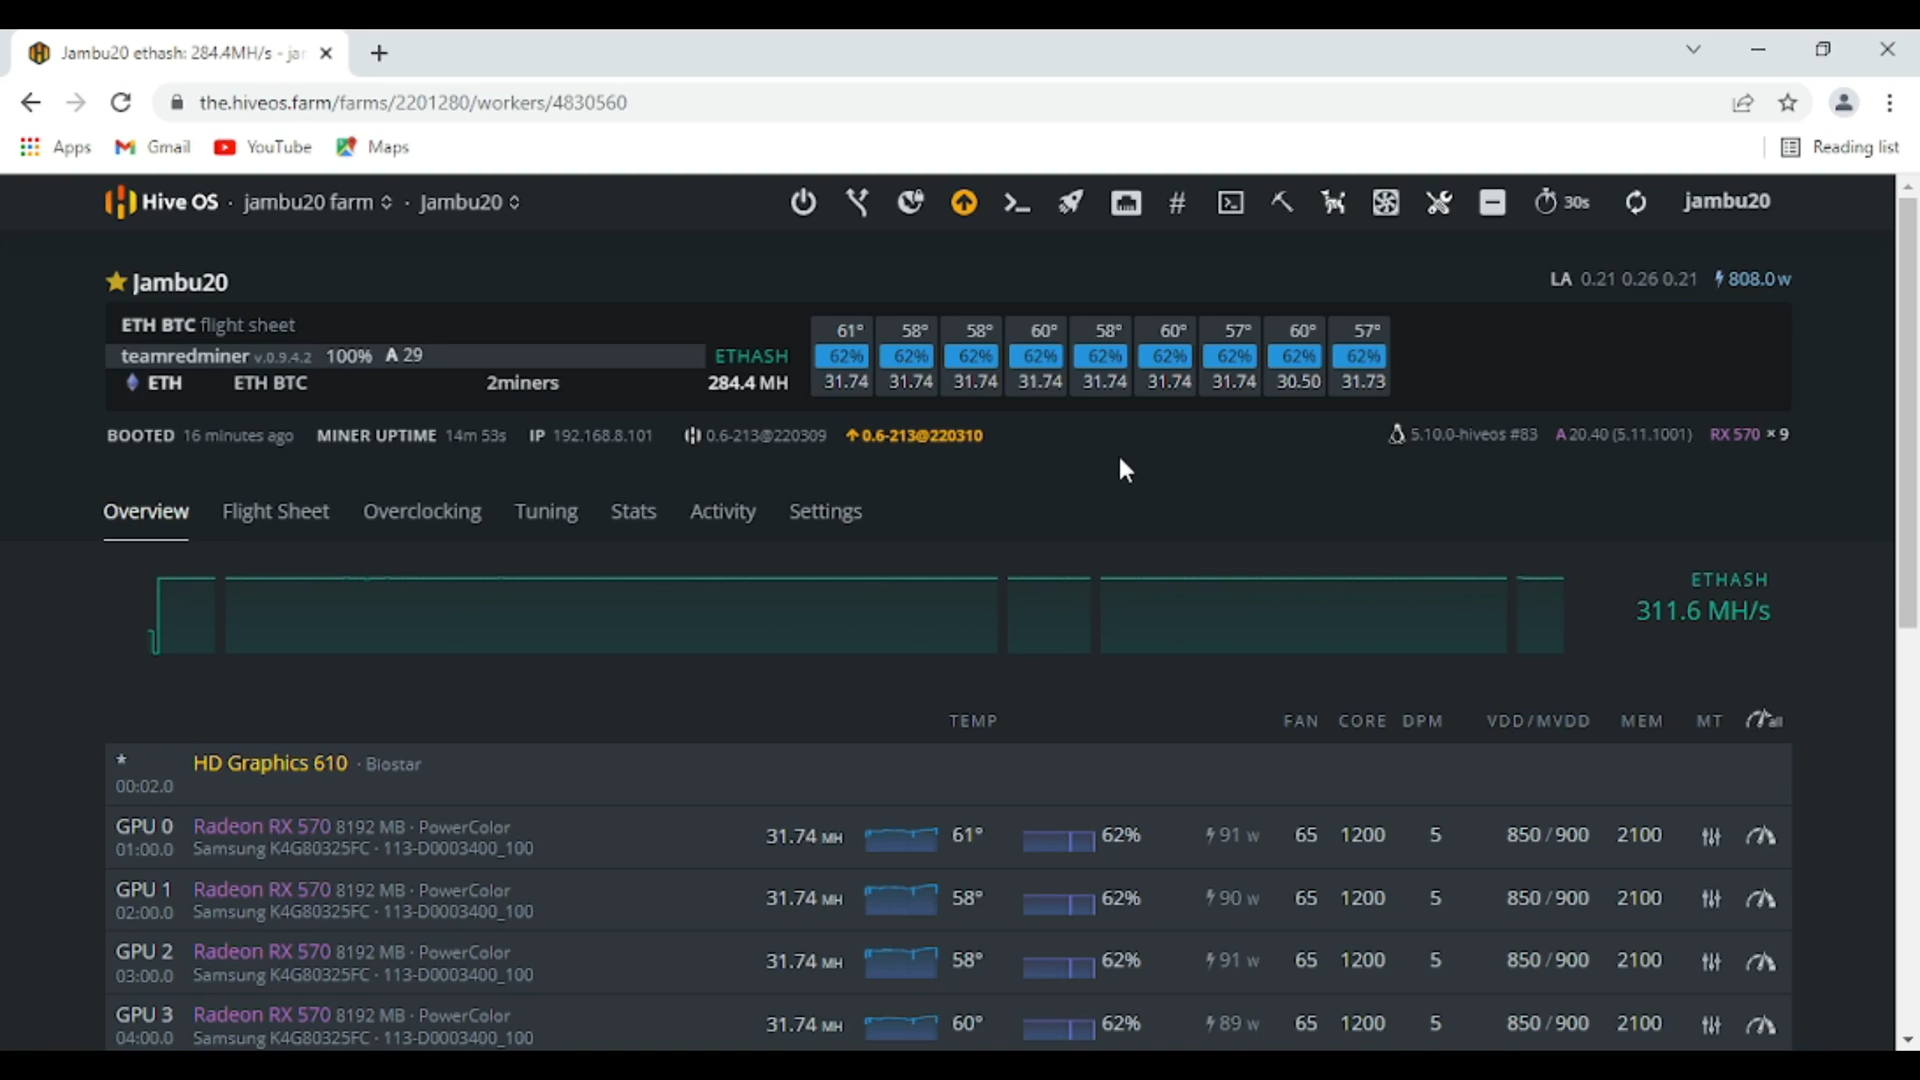 Jambu20 ethash: 284.4MH/s - jar
the.hiveos.farm/farms/2201280/workers/4830560
Apps Gmail YouTube Maps Reading list
Hive OS · jambu20 farm · Jambu20 # 30s jambu20
Jambu20 LA 0.21 0.26 0.21 808.0 w
ETH BTC flight sheet 61° 58° 58° 60° 58° 60° 57° 60° 57°
teamredminer v.0.9.4.2 100% A 29 ETHASH 62% 62% 62% 62% 62% 62% 62% 62% 62%
ETH ETH BTC 2miners 284.4 MH 31.74 31.74 31.74 31.74 31.74 31.74 31.74 30.50 31.73
BOOTED 16 minutes ago MINER UPTIME 14m 53s IP 192.168.8.101 0.6-213@220309 0.6-213@220310 5.10.0-hiveos #83 A 20.40 (5.11.1001) RX 570 × 9
Overview Flight Sheet Overclocking Tuning Stats Activity Settings
ETHASH
311.6 MH/s
TEMP FAN CORE DPM VDD/MVDD MEM MT all
* HD Graphics 610 · Biostar
00:02.0
GPU 0 Radeon RX 570 8192 MB · PowerColor
01:00.0 Samsung K4G80325FC · 113-D0003400_100
31.74 MH 61° 62% 91 w 65 1200 5 850/900 2100
GPU 1 Radeon RX 570 8192 MB · PowerColor
02:00.0 Samsung K4G80325FC · 113-D0003400_100
31.74 MH 58° 62% 90 w 65 1200 5 850/900 2100
GPU 2 Radeon RX 570 8192 MB · PowerColor
03:00.0 Samsung K4G80325FC · 113-D0003400_100
31.74 MH 58° 62% 91 w 65 1200 5 850/900 2100
GPU 3 Radeon RX 570 8192 MB · PowerColor
04:00.0 Samsung K4G80325FC · 113-D0003400_100
31.74 MH 60° 62% 89 w 65 1200 5 850/900 2100